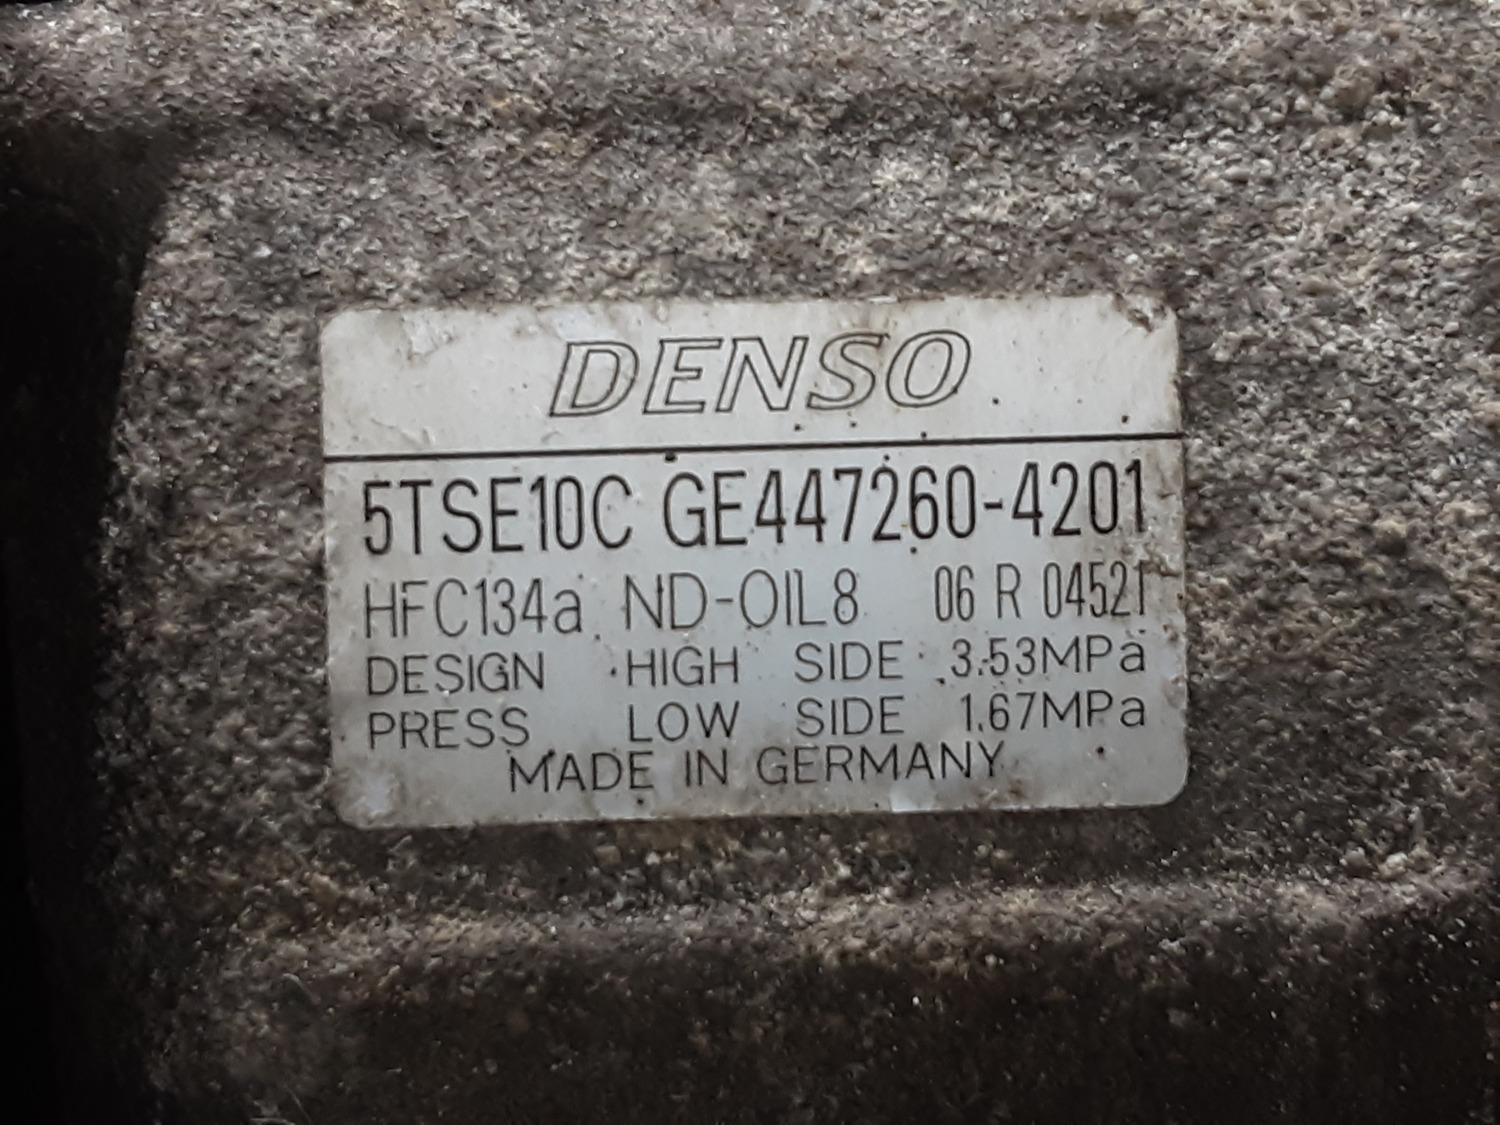 DENSO
5TSE10C GE447260-4201
HFC134a ND-OIL8 06 R 04521
DESIGN HIGH SIDE 3.53MPa
PRESS LOW SIDE 1.67MPa
MADE IN GERMANY